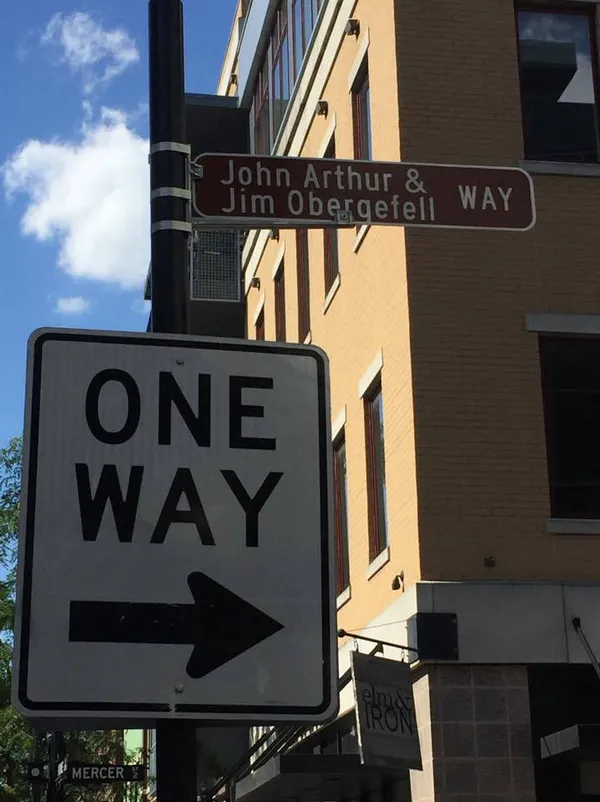 John Arthur &
Jim Obergefell WAY
ONE
WAY
elm&
IRON
MERCER